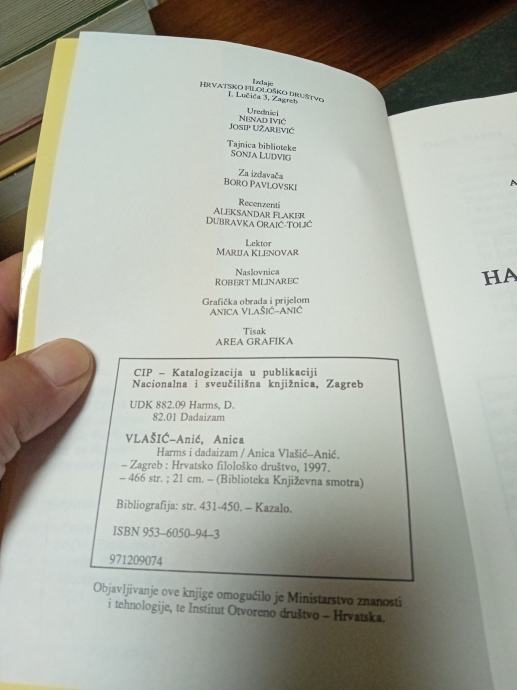 Izdaje
HRVATSKO FILOLOŠKO DRUŠTVO
I. Lučića 3, Zagreb
Urednici
NENAD IVIĆ
JOSIP UŽAREVIĆ
Tajnica biblioteke
SONJA LUDVIG
Za izdavača
BORO PAVLOVSKI
Recenzenti
ALEKSANDAR FLAKER
DUBRAVKA ORAIĆ-TOLIĆ
Lektor
MARIJA KLENOVAR
Naslovnica
ROBERT MLINAREC
Grafička obrada i prijelom
ANICA VLAŠIĆ-ANIĆ
Tisak
AREA GRAFIKA
CIP – Katalogizacija u publikaciji
Nacionalna i sveučilišna knjižnica, Zagreb
UDK 882.09 Harms, D.
82.01 Dadaizam
VLAŠIĆ-Anić, Anica
Harms i dadaizam / Anica Vlašić-Anić.
– Zagreb : Hrvatsko filološko društvo, 1997.
– 466 str. ; 21 cm. – (Biblioteka Književna smotra)
Bibliografija: str. 431-450. – Kazalo.
ISBN 953-6050-94-3
971209074
Objavljivanje ove knjige omogućilo je Ministarstvo znanosti
i tehnologije, te Institut Otvoreno društvo – Hrvatska.
A
HA